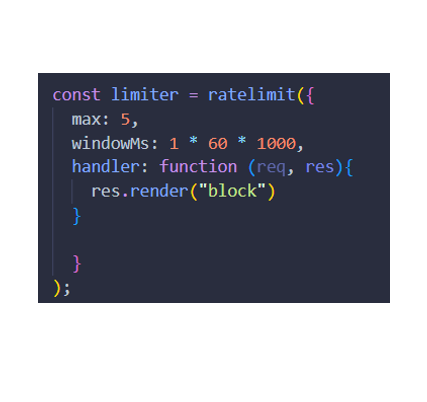 const limiter = ratelimit({
max: 5,
windowMs: 1 * 60 * 1000,
handler: function (req, res){
res.render("block")
}
}
);